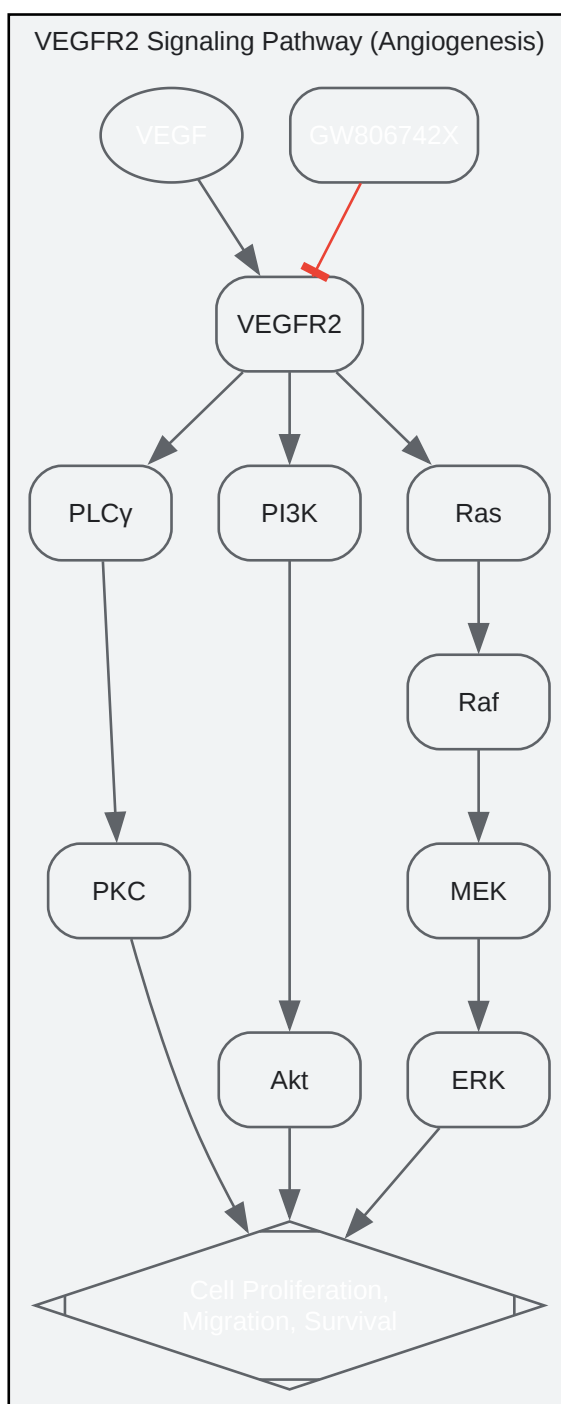 VEGFR2 Signaling Pathway (Angiogenesis)
VEGF
GW806742X
VEGFR2
PLCγ
PI3K
Ras
Raf
PKC
MEK
Akt
ERK
Cell Proliferation,
Migration, Survival